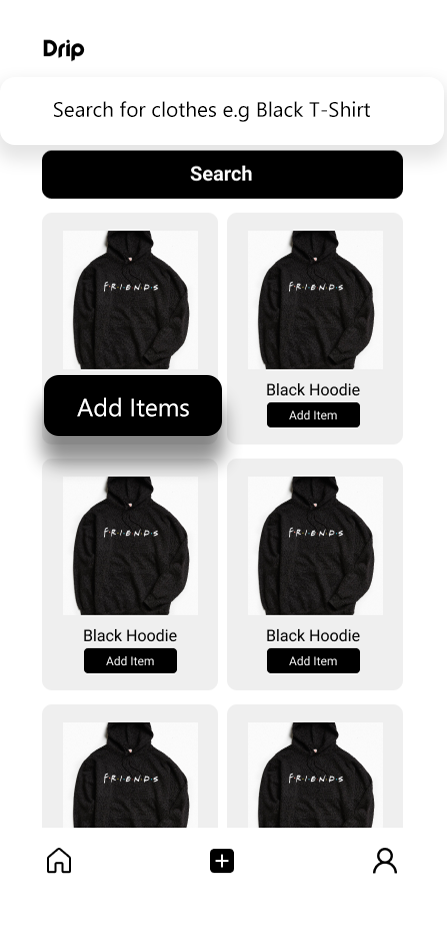 Drip
Search for clothes e.g Black T-Shirt
Search
F·R·I·E·N·D·S
F·R·I·E·N·D·S
Add Items
Black Hoodie
Add Item
F·R·I·E·N·D·S
F·R·I·E·N·D·S
Black Hoodie
Add Item
Black Hoodie
Add Item
F·R·I·E·N·D·S
F·R·I·E·N·D·S